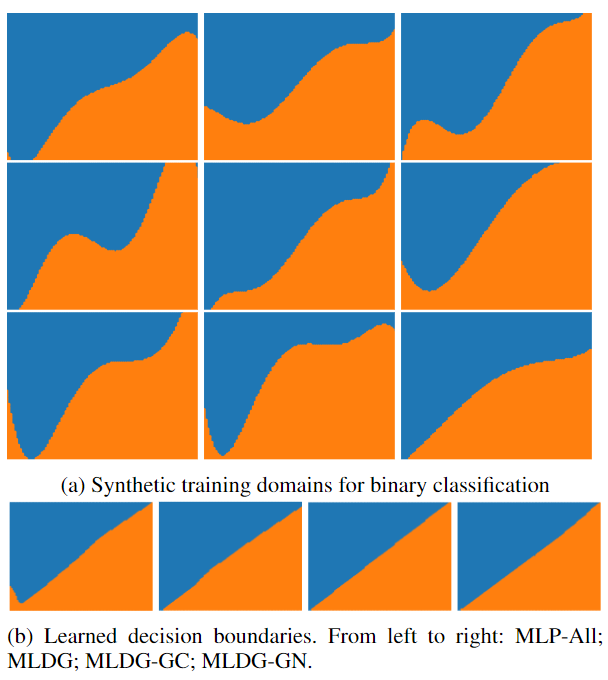 (a) Synthetic training domains for binary classification
(b) Learned decision boundaries. From left to right: MLP-All;
MLDG; MLDG-GC; MLDG-GN.